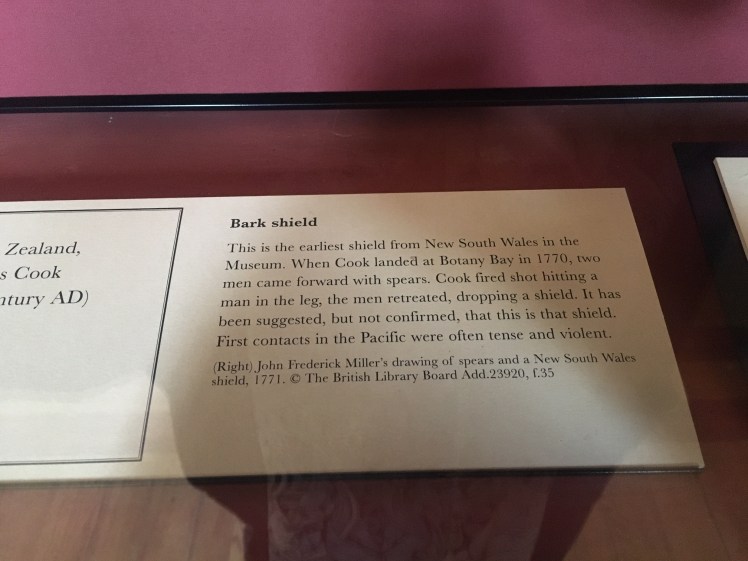 Zealand,
s Cook
ntury AD)
Bark shield
This is the earliest shield from New South Wales in the
Museum. When Cook landed at Botany Bay in 1770, two
men came forward with spears. Cook fired shot hitting a
man in the leg, the men retreated, dropping a shield. It has
been suggested, but not confirmed, that this is that shield.
First contacts in the Pacific were often tense and violent.
(Right) John Frederick Miller's drawing of spears and a New South Wales
shield, 1771. © The British Library Board Add.23920, f.35